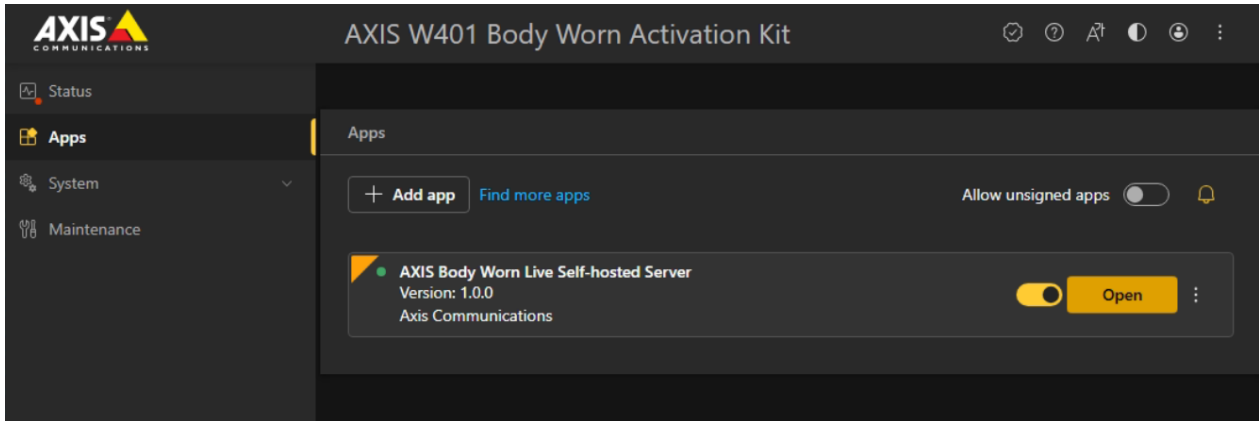 AXIS
COMMUNICATIONS
AXIS W401 Body Worn Activation Kit
Status
Apps
System
Maintenance
Apps
+ Add app
Find more apps
Allow unsigned apps
AXIS Body Worn Live Self-hosted Server
Version: 1.0.0
Axis Communications
Open